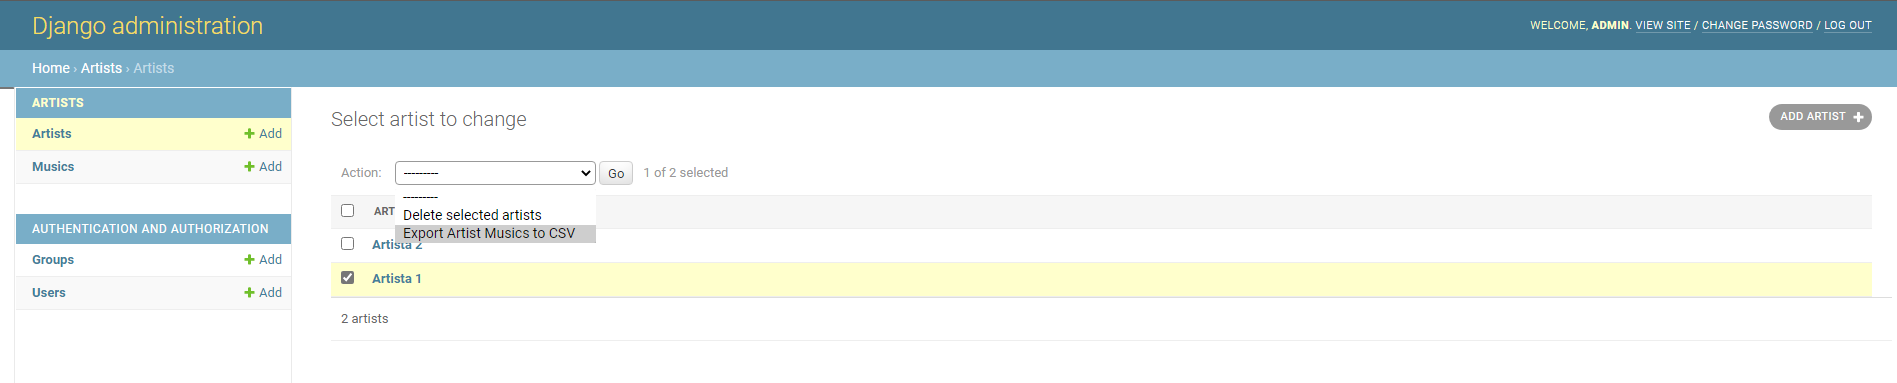 Django administration
WELCOME, ADMIN. VIEW SITE / CHANGE PASSWORD / LOG OUT
Home › Artists › Artists
ARTISTS
Artists
Add
Musics
Add
AUTHENTICATION AND AUTHORIZATION
Groups
Add
Users
Add
Select artist to change
ADD ARTIST
Action:
---------
Go
1 of 2 selected
---------
Delete selected artists
Export Artist Musics to CSV
ART
Artista 2
Artista 1
2 artists